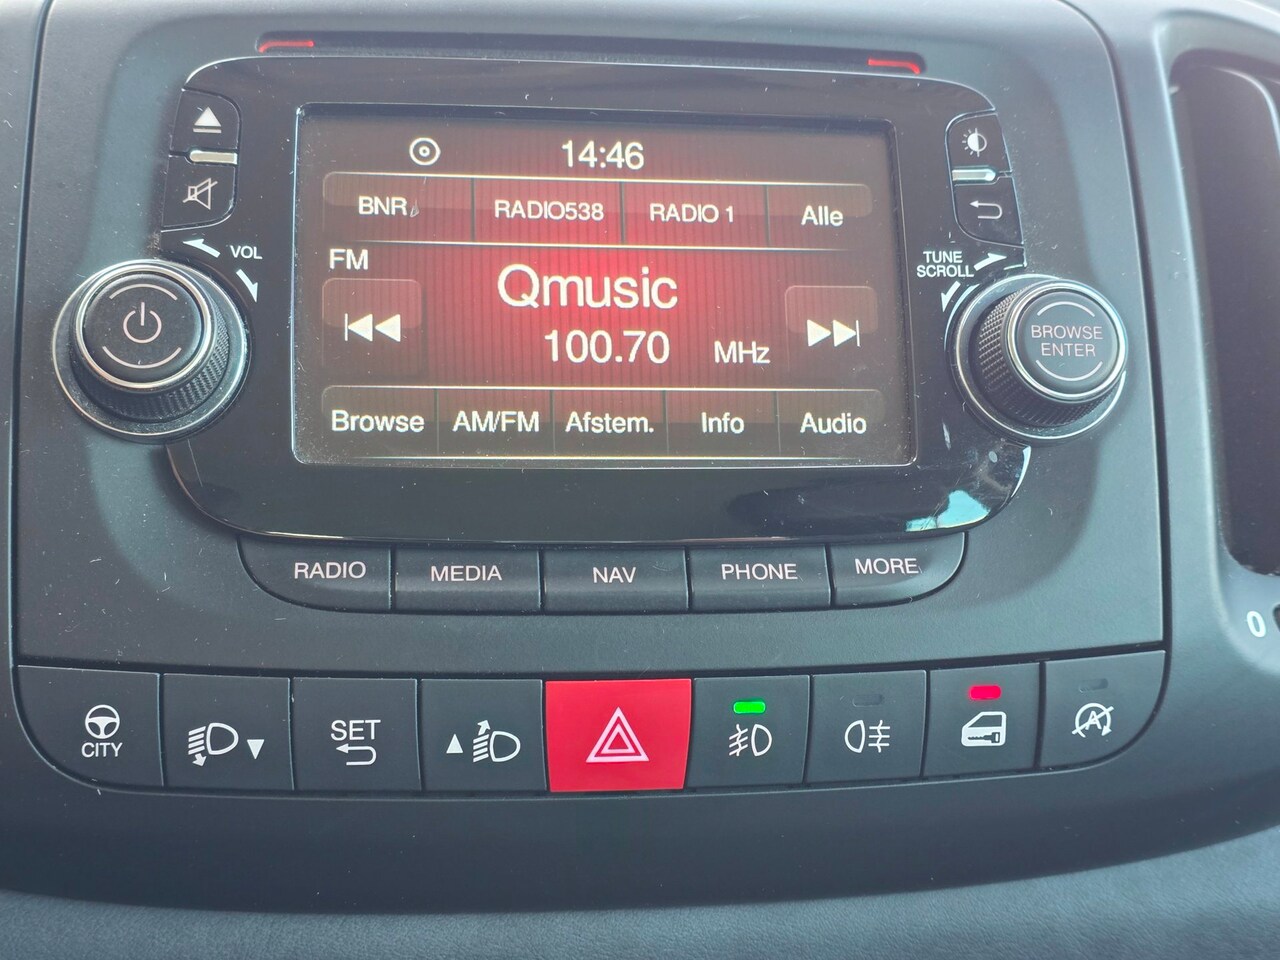 14:46
BNR RADIO538 RADIO 1 Alle
VOL
FM
TUNE
SCROLL
Qmusic
100.70 MHz
BROWSE
ENTER
Browse AM/FM Afstem. Info Audio
RADIO MEDIA NAV PHONE MORE
0
CITY
SET
A